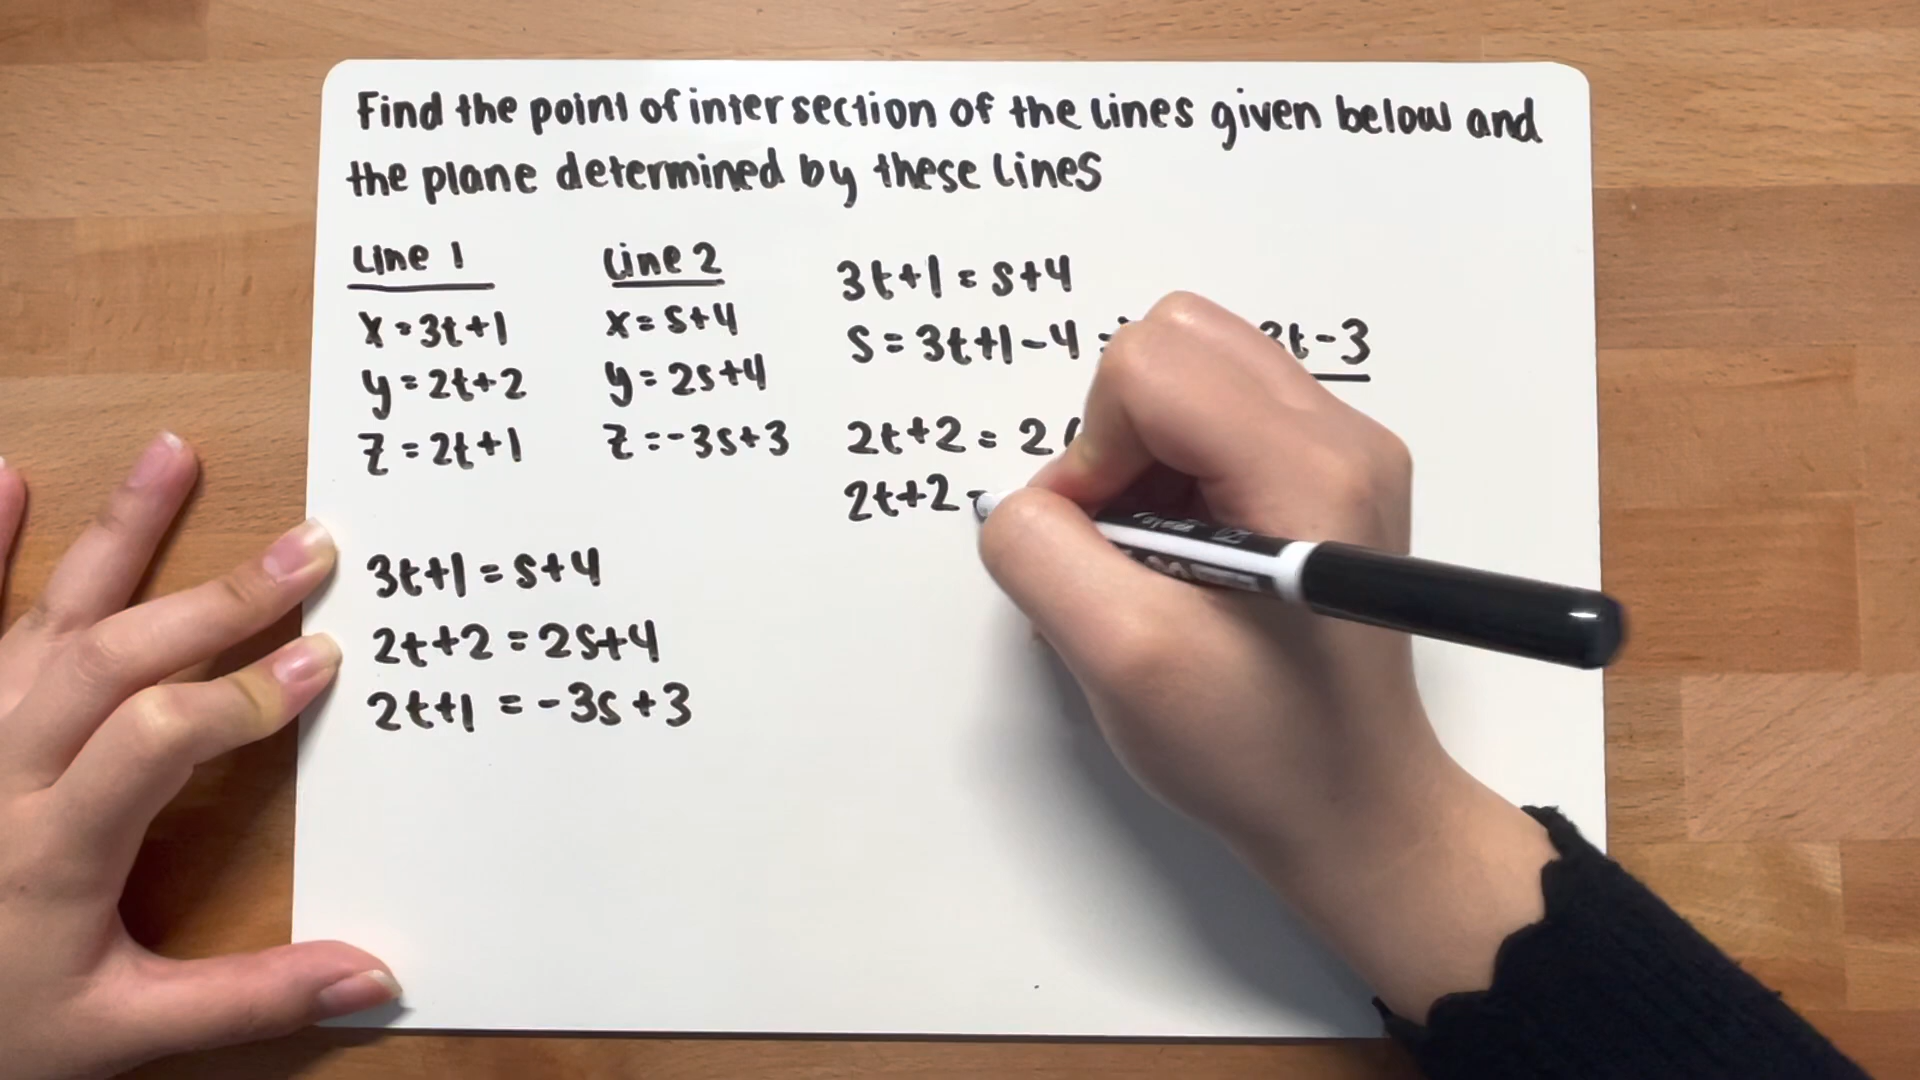 Find the point of intersection of the lines given below and
the plane determined by these lines
Line 1
x=3t+1
y=2t+2
z=2t+1
Line 2
x=s+4
y=2s+4
z=-3s+3
3t+1=s+4
2t+2=2s+4
2t+1=-3s+3
3t+1=s+4
s=3t+1-4 = t-3
2t+2=2(
2t+2=